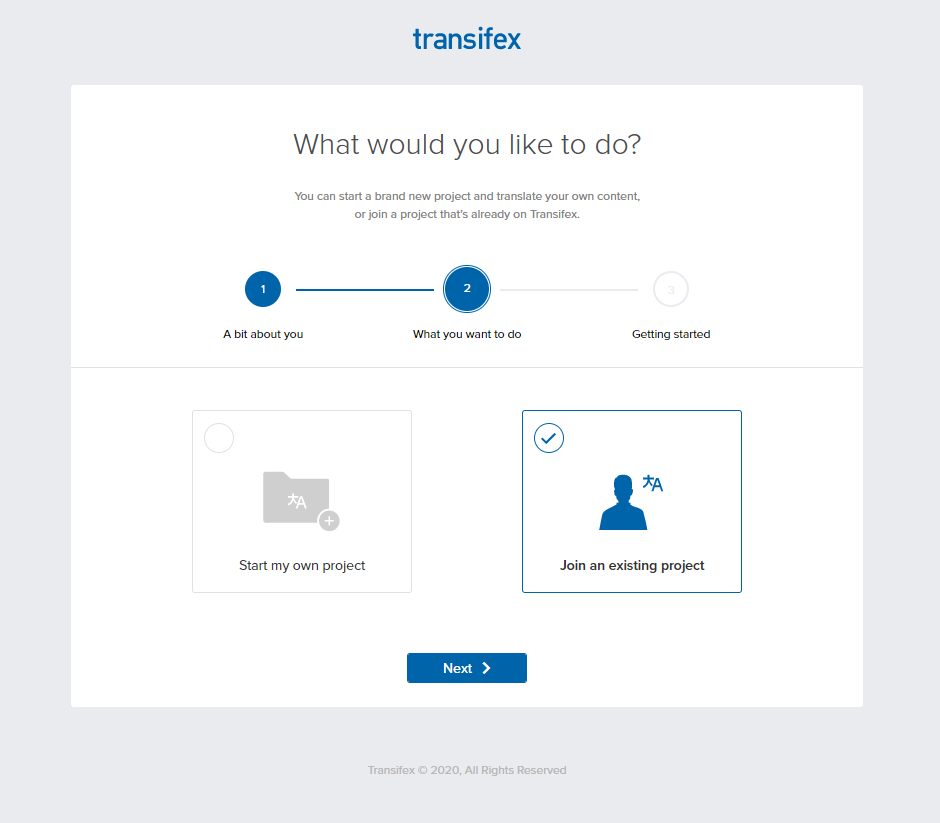 transifex
What would you like to do?
You can start a brand new project and translate your own content,
or join a project that's already on Transifex.
1
2
3
A bit about you
What you want to do
Getting started
文A
文A
Start my own project
Join an existing project
Next
Transifex © 2020, All Rights Reserved